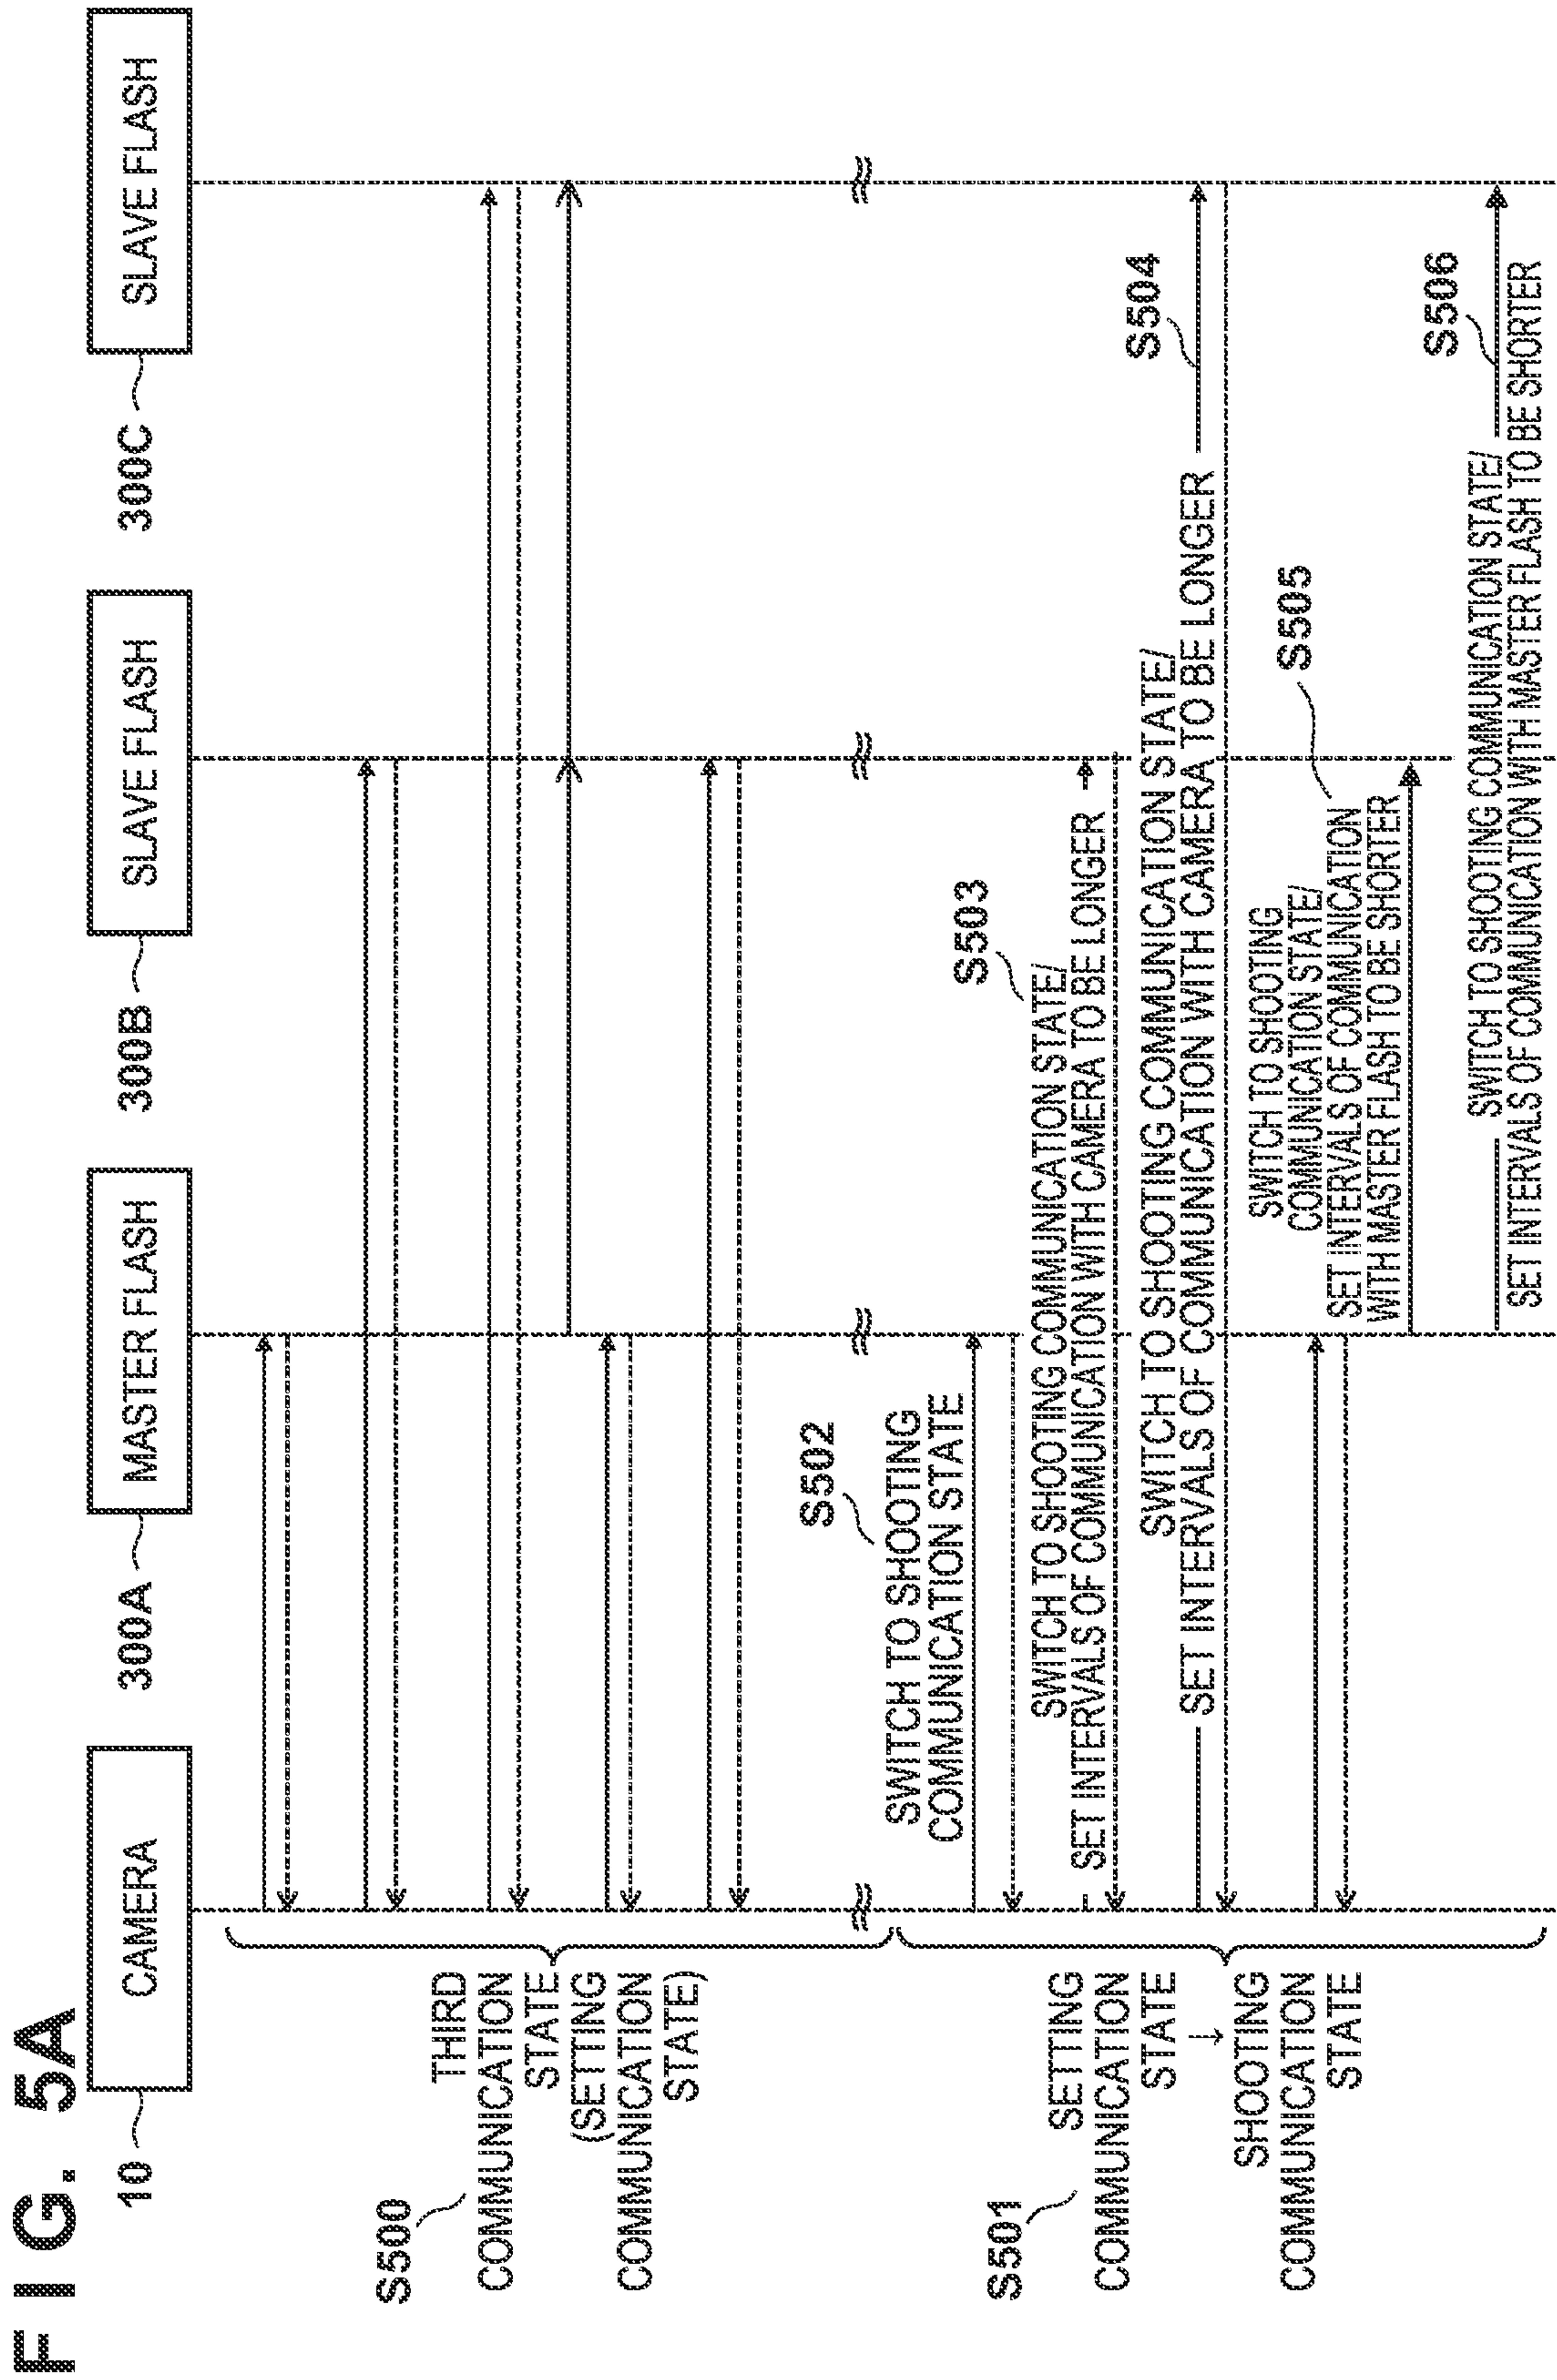 FIG. 5A
10
CAMERA
300A
MASTER FLASH
300B
SLAVE FLASH
300C
SLAVE FLASH
S500
THIRD
COMMUNICATION
STATE
(SETTING
COMMUNICATION
STATE)
S501
SETTING
COMMUNICATION
STATE
↓
SHOOTING
COMMUNICATION
STATE
S502
SWITCH TO SHOOTING
COMMUNICATION STATE
S503
SWITCH TO SHOOTING COMMUNICATION STATE/
SET INTERVALS OF COMMUNICATION WITH CAMERA TO BE LONGER
S504
SWITCH TO SHOOTING COMMUNICATION STATE/
SET INTERVALS OF COMMUNICATION WITH CAMERA TO BE LONGER
S505
SWITCH TO SHOOTING
COMMUNICATION STATE/
SET INTERVALS OF COMMUNICATION
WITH MASTER FLASH TO BE SHORTER
S506
SWITCH TO SHOOTING COMMUNICATION STATE/
SET INTERVALS OF COMMUNICATION WITH MASTER FLASH TO BE SHORTER